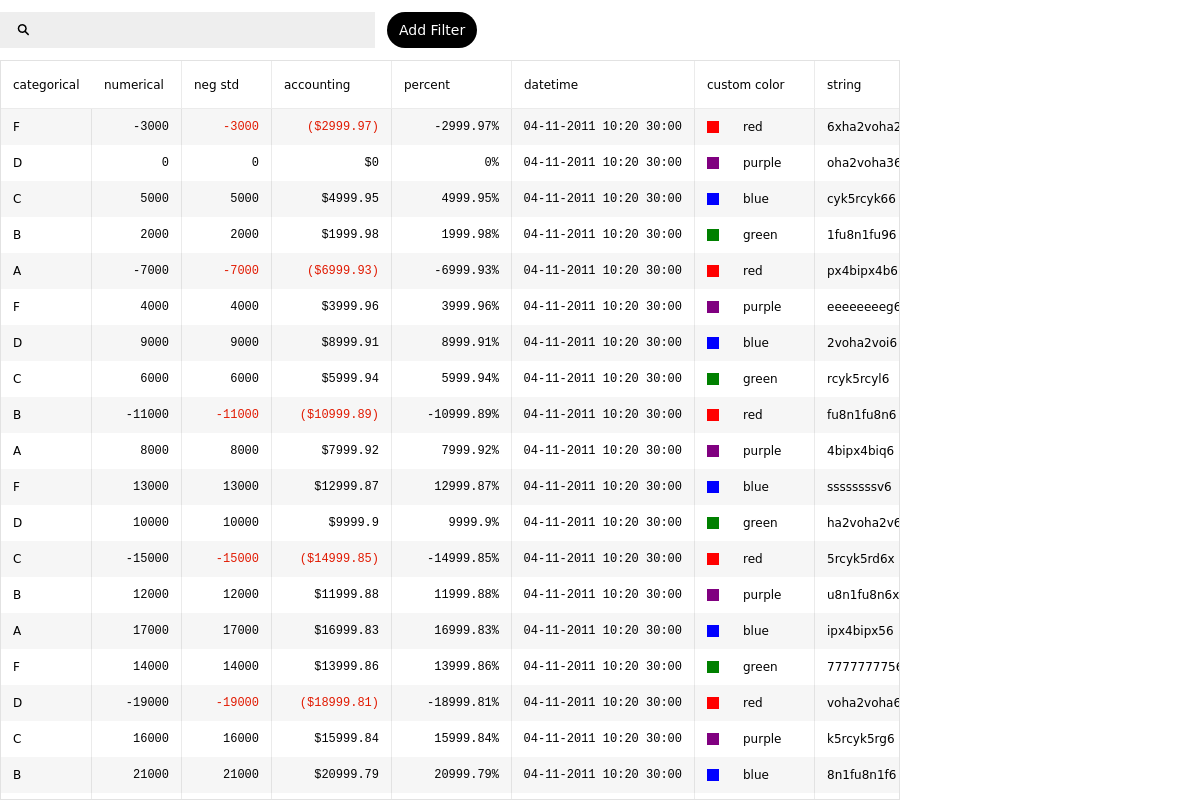 Add Filter
categorical numerical neg std accounting percent datetime custom color string
F -3000 -3000 ($2999.97) -2999.97% 04-11-2011 10:20 30:00 red 6xha2voha2
D 0 0 $0 0% 04-11-2011 10:20 30:00 purple oha2voha36
C 5000 5000 $4999.95 4999.95% 04-11-2011 10:20 30:00 blue cyk5rcyk66
B 2000 2000 $1999.98 1999.98% 04-11-2011 10:20 30:00 green 1fu8n1fu96
A -7000 -7000 ($6999.93) -6999.93% 04-11-2011 10:20 30:00 red px4bipx4b6
F 4000 4000 $3999.96 3999.96% 04-11-2011 10:20 30:00 purple eeeeeeeeg6
D 9000 9000 $8999.91 8999.91% 04-11-2011 10:20 30:00 blue 2voha2voi6
C 6000 6000 $5999.94 5999.94% 04-11-2011 10:20 30:00 green rcyk5rcyl6
B -11000 -11000 ($10999.89) -10999.89% 04-11-2011 10:20 30:00 red fu8n1fu8n6
A 8000 8000 $7999.92 7999.92% 04-11-2011 10:20 30:00 purple 4bipx4biq6
F 13000 13000 $12999.87 12999.87% 04-11-2011 10:20 30:00 blue sssssssssv6
D 10000 10000 $9999.9 9999.9% 04-11-2011 10:20 30:00 green ha2voha2v6
C -15000 -15000 ($14999.85) -14999.85% 04-11-2011 10:20 30:00 red 5rcyk5rd6x
B 12000 12000 $11999.88 11999.88% 04-11-2011 10:20 30:00 purple u8n1fu8n6x
A 17000 17000 $16999.83 16999.83% 04-11-2011 10:20 30:00 blue ipx4bipx56
F 14000 14000 $13999.86 13999.86% 04-11-2011 10:20 30:00 green 7777777756
D -19000 -19000 ($18999.81) -18999.81% 04-11-2011 10:20 30:00 red voha2voha6
C 16000 16000 $15999.84 15999.84% 04-11-2011 10:20 30:00 purple k5rcyk5rg6
B 21000 21000 $20999.79 20999.79% 04-11-2011 10:20 30:00 blue 8n1fu8n1f6